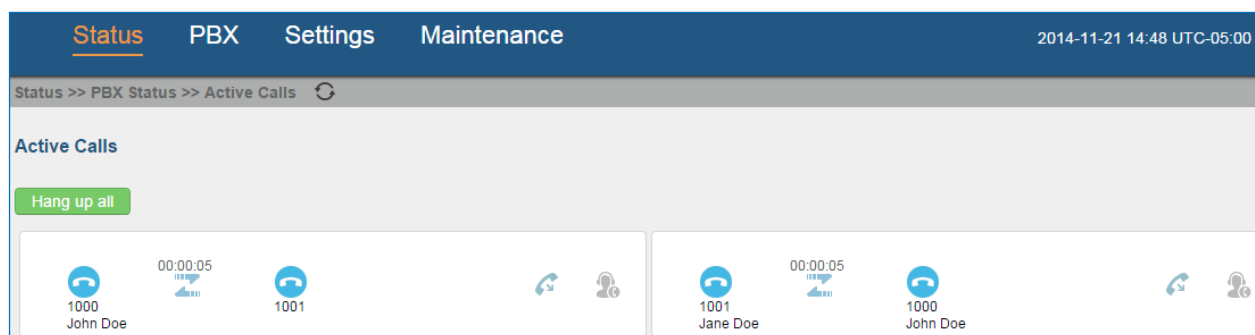 Status PBX Settings Maintenance 2014-11-21 14:48 UTC-05:00
Status >> PBX Status >> Active Calls
Active Calls
Hang up all
00:00:05
1000 1001
John Doe
00:00:05
1001 1000
Jane Doe John Doe